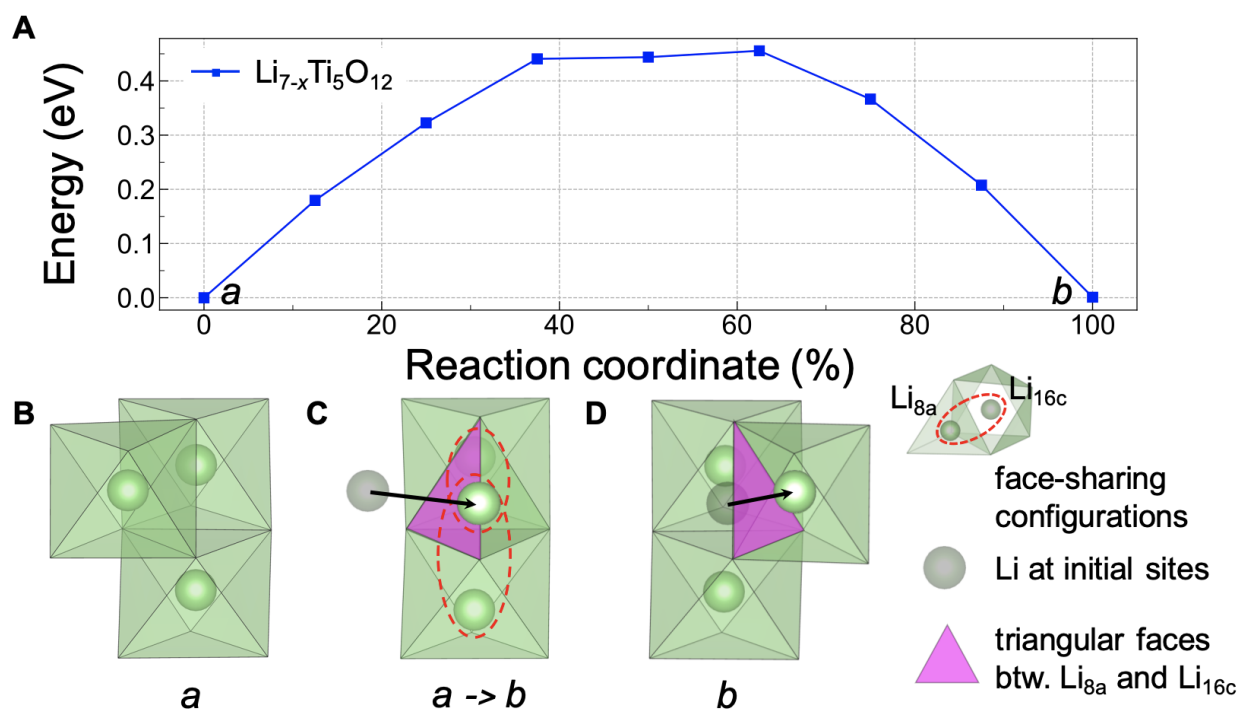 A
Li7-xTi5O12
Energy (eV)
0.4
0.3
0.2
0.1
0.0
a
b
0
20
40
60
80
100
Reaction coordinate (%)
B
C
D
Li8a
Li16c
face-sharing
configurations
Li at initial sites
triangular faces
btw. Li8a and Li16c
a
a -> b
b